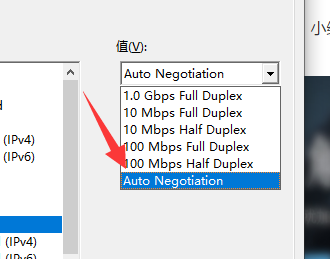 小
值(V):
Auto Negotiation
1.0 Gbps Full Duplex
10 Mbps Full Duplex
10 Mbps Half Duplex
(IPv4)
100 Mbps Full Duplex
(IPv6)
100 Mbps Half Duplex
Auto Negotiation
(IPv4)
(IPv6)